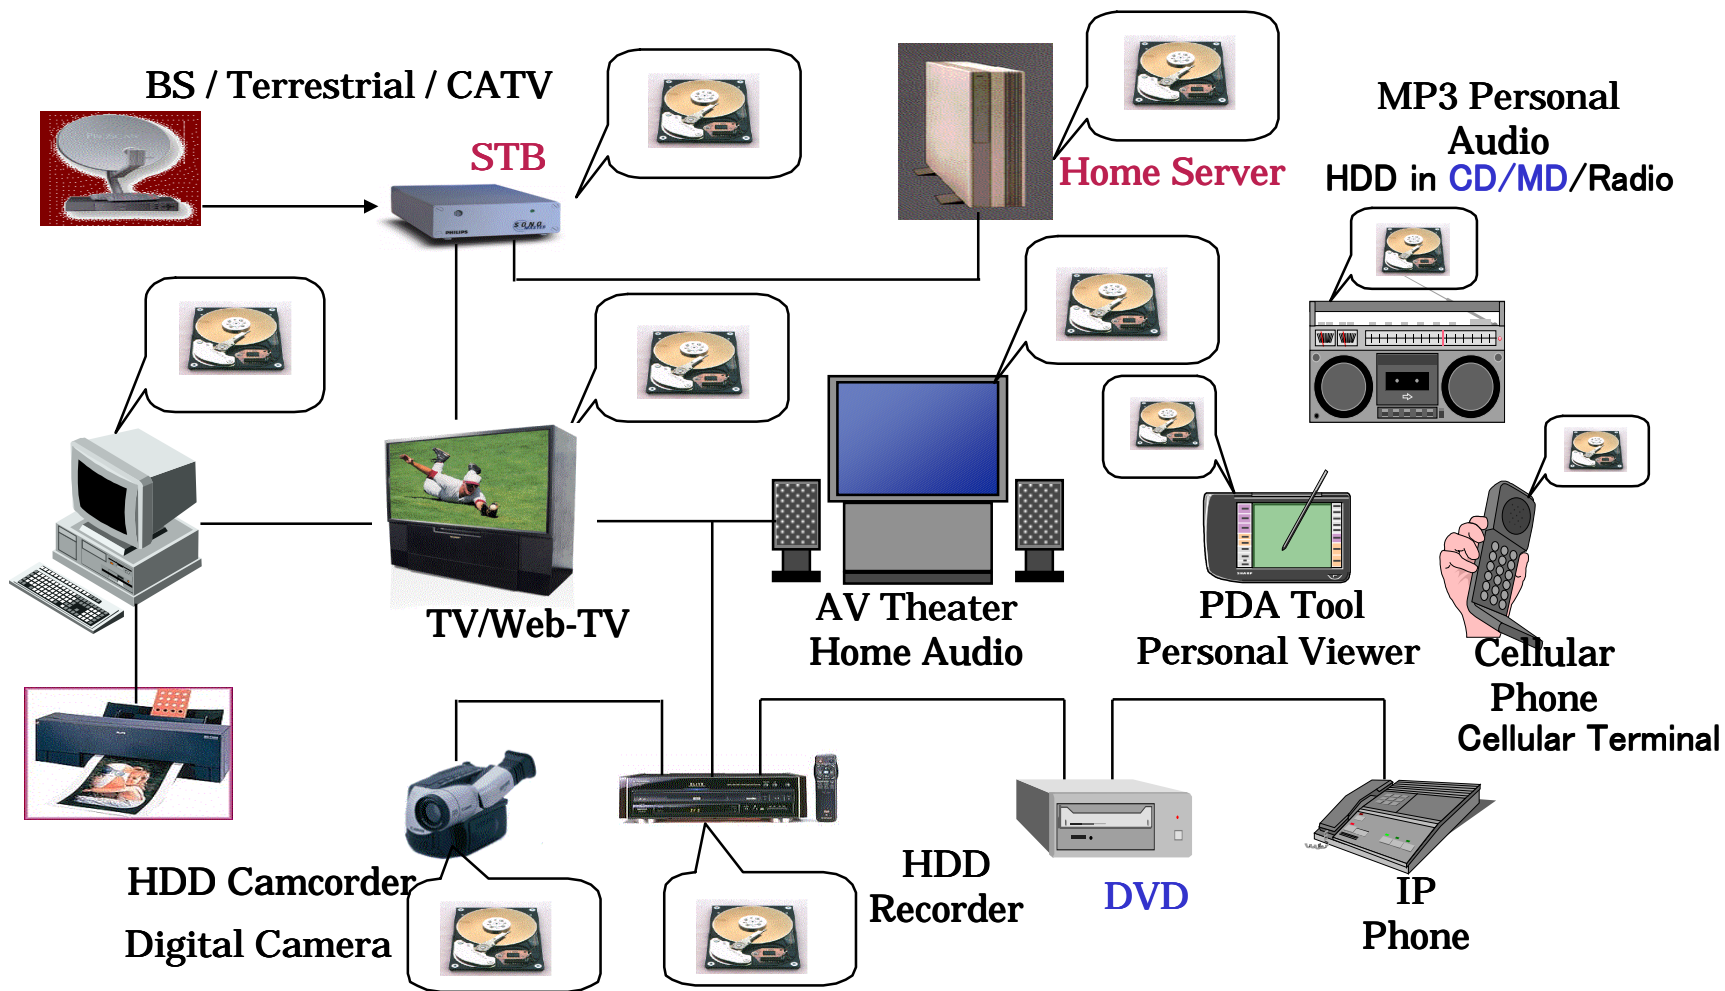 BS / Terrestrial / CATV
STB
Home Server
MP3 Personal
Audio
HDD in CD/MD/Radio
PHILIPS
TV/Web-TV
AV Theater
Home Audio
SHARP
PDA Tool
Personal Viewer
Cellular
Phone
Cellular Terminal
HDD Camcorder
Digital Camera
HDD
Recorder
DVD
IP
Phone